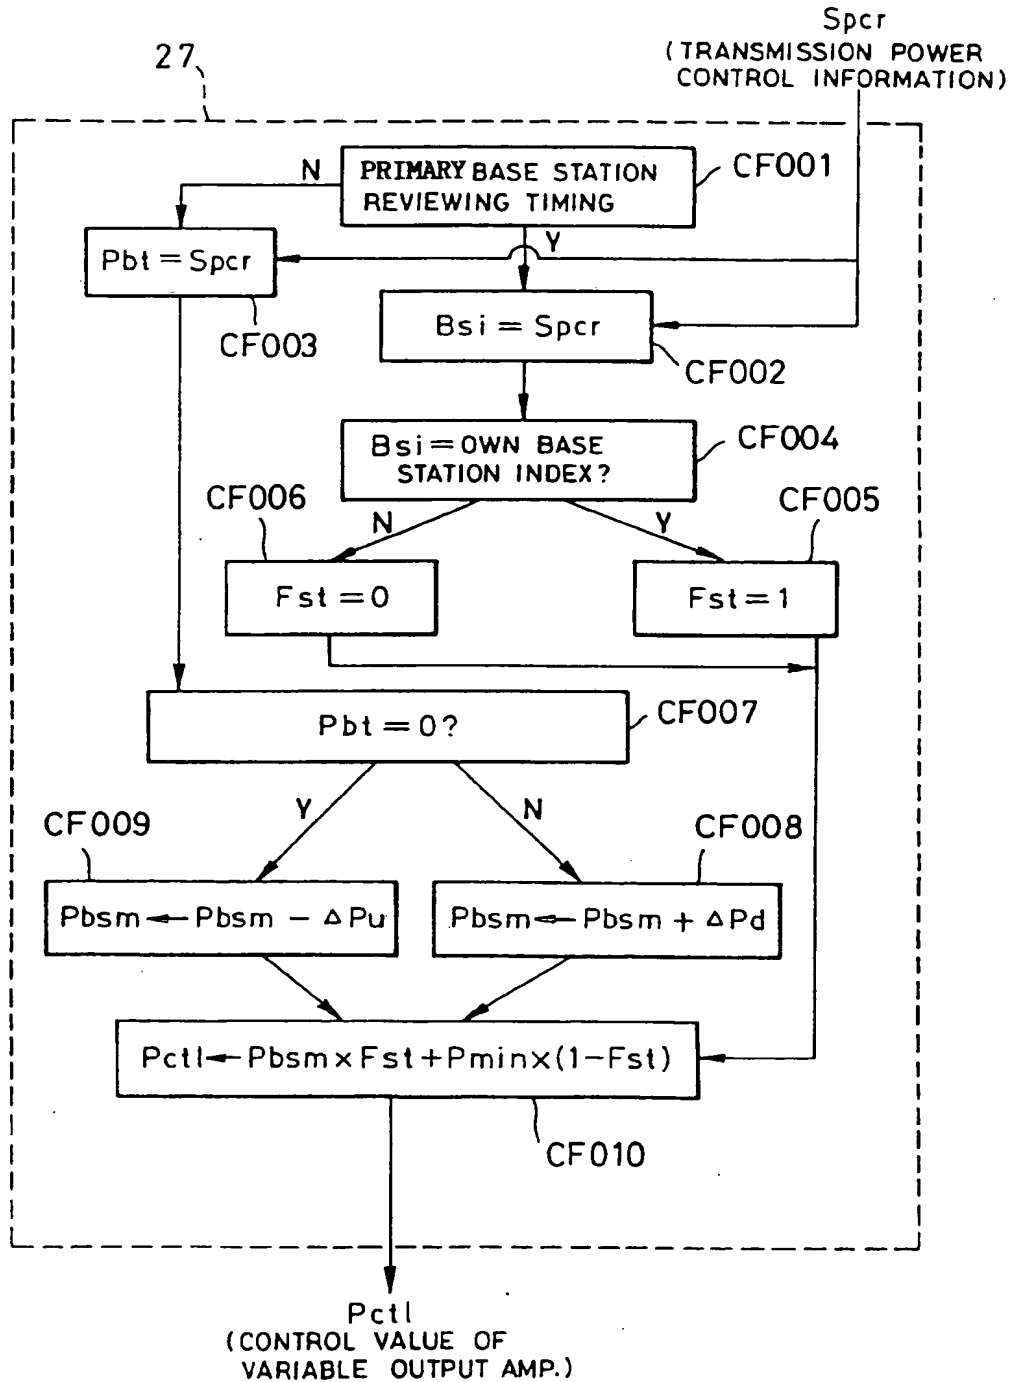 Spcr
(TRANSMISSION POWER
CONTROL INFORMATION)
27
PRIMARY BASE STATION
REVIEWING TIMING
CF001
N
Y
Pbt = Spcr
CF003
Bsi = Spcr
CF002
Bsi = OWN BASE
STATION INDEX?
CF004
CF006
N
Y
CF005
Fst = 0
Fst = 1
Pbt = 0?
CF007
Y
N
CF009
CF008
Pbsm ← Pbsm − ΔPu
Pbsm ← Pbsm + ΔPd
Pctl ← Pbsm × Fst + Pmin × (1−Fst)
CF010
Pctl
(CONTROL VALUE OF
VARIABLE OUTPUT AMP.)